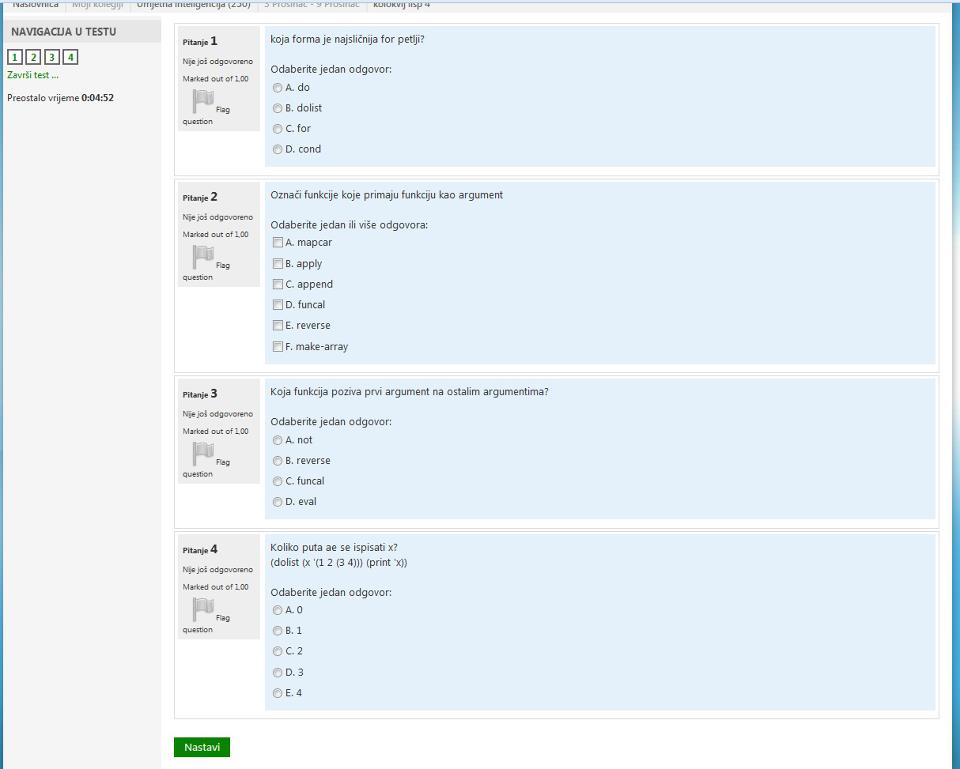 Naslovnica
Moji kolegiji
Umjetna inteligencija (250)
3 Prosinac - 9 Prosinac
kolokvij lisp 4
NAVIGACIJA U TESTU
1 2 3 4
Završi test ...
Preostalo vrijeme 0:04:52
Pitanje 1
Nije još odgovoreno
Marked out of 1,00
Flag
question
koja forma je najsličnija for petlji?
Odaberite jedan odgovor:
A. do
B. dolist
C. for
D. cond
Pitanje 2
Nije još odgovoreno
Marked out of 1,00
Flag
question
Označi funkcije koje primaju funkciju kao argument
Odaberite jedan ili više odgovora:
A. mapcar
B. apply
C. append
D. funcal
E. reverse
F. make-array
Pitanje 3
Nije još odgovoreno
Marked out of 1,00
Flag
question
Koja funkcija poziva prvi argument na ostalim argumentima?
Odaberite jedan odgovor:
A. not
B. reverse
C. funcal
D. eval
Pitanje 4
Nije još odgovoreno
Marked out of 1,00
Flag
question
Koliko puta ae se ispisati x?
(dolist (x '(1 2 (3 4))) (print 'x))
Odaberite jedan odgovor:
A. 0
B. 1
C. 2
D. 3
E. 4
Nastavi